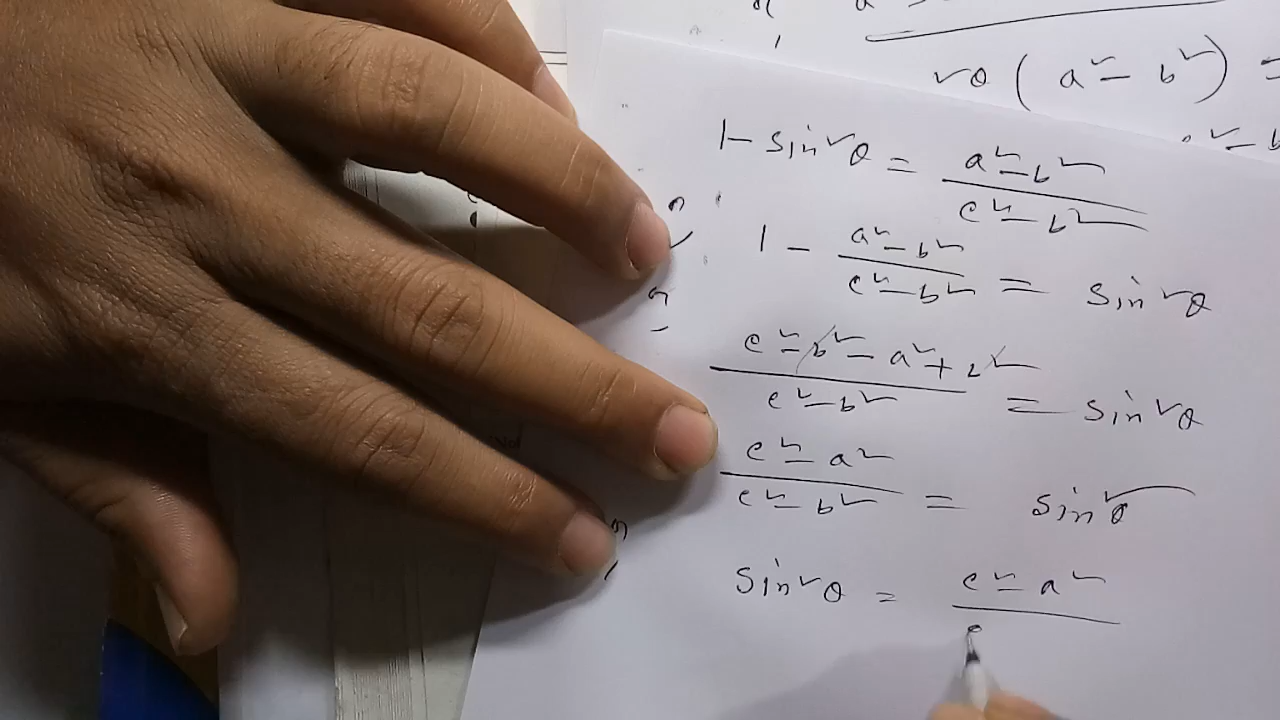 θ ( a² - b² ) =
1 - sin²θ = (a² - b²) / (c² - b²)
1 - (a² - b²) / (c² - b²) = sin²θ
(c² - b² - a² + b²) / (c² - b²) = sin²θ
(c² - a²) / (c² - b²) = sin²θ
sin²θ = c² - a²